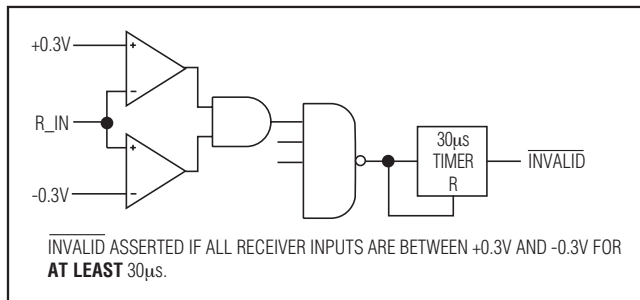 +0.3V
+
-
R_IN
+
-
-0.3V
30µs
TIMER
R
INVALID
INVALID ASSERTED IF ALL RECEIVER INPUTS ARE BETWEEN +0.3V AND -0.3V FOR
AT LEAST 30µs.